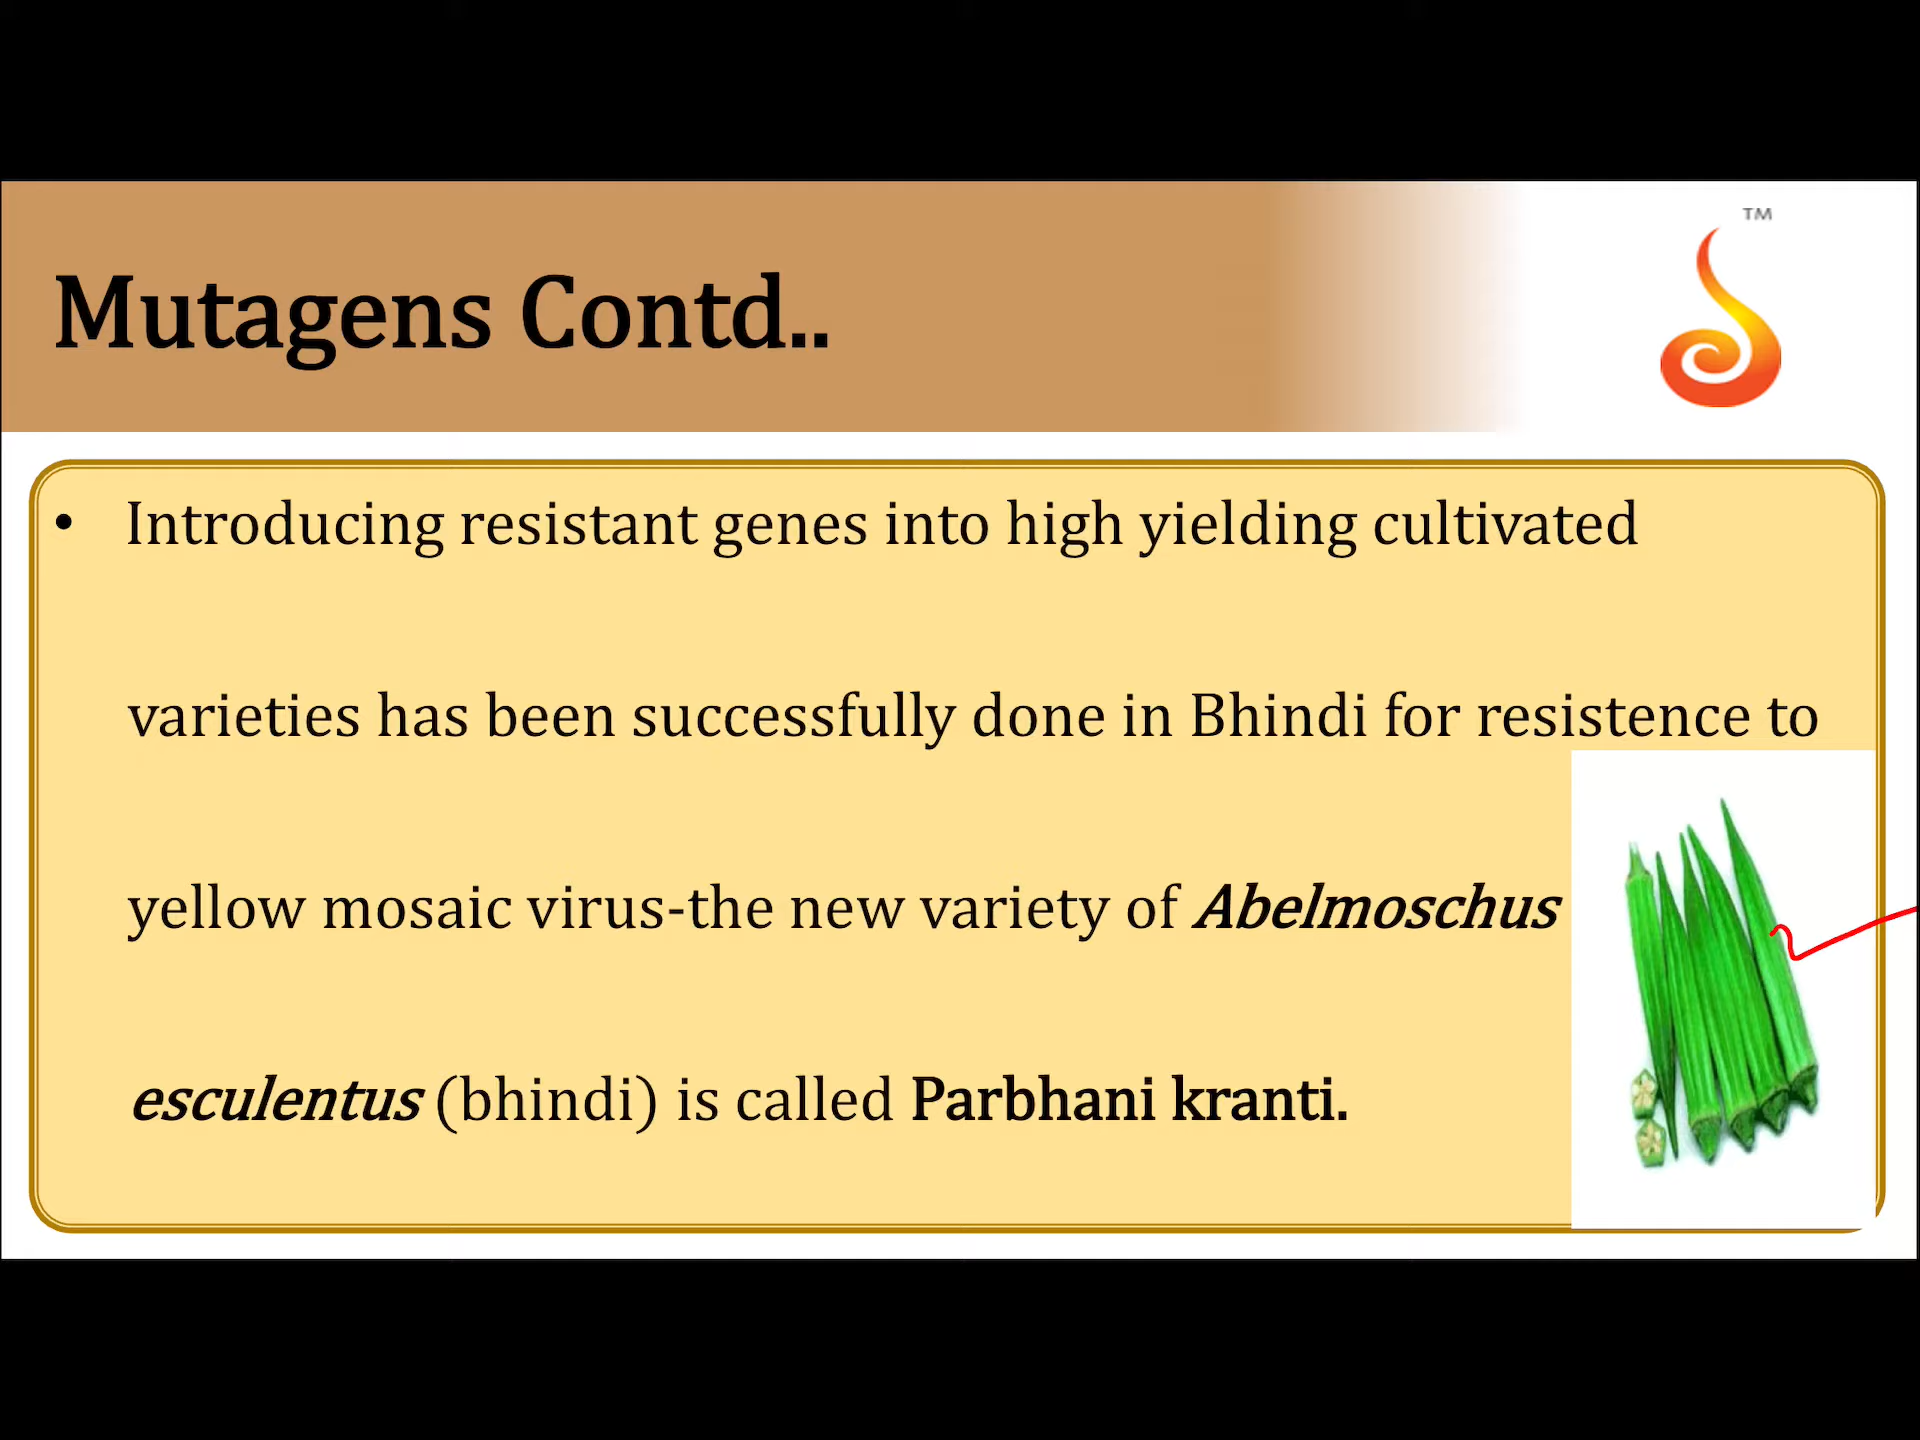 TM
Mutagens Contd..
• Introducing resistant genes into high yielding cultivated
varieties has been successfully done in Bhindi for resistence to
yellow mosaic virus-the new variety of Abelmoschus
esculentus (bhindi) is called Parbhani kranti.